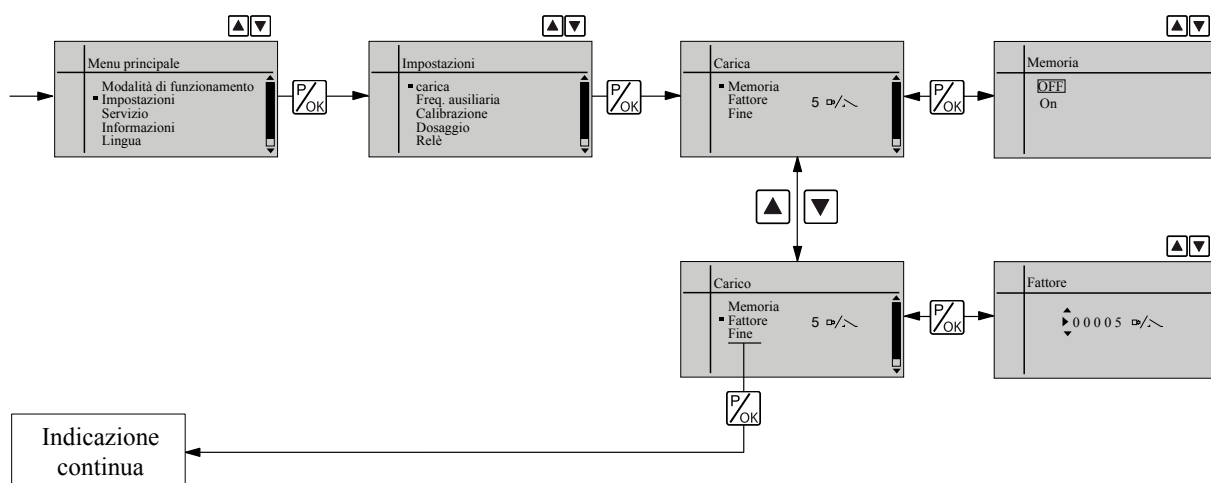 Menu principale
Modalità di funzionamento
Impostazioni
Servizio
Informazioni
Lingua
P/OK
Impostazioni
carica
Freq. ausiliaria
Calibrazione
Dosaggio
Relè
P/OK
Carica
Memoria
Fattore 5
Fine
P/OK
Memoria
OFF
On
Carico
Memoria
Fattore 5
Fine
P/OK
Fattore
00005
P/OK
Indicazione
continua